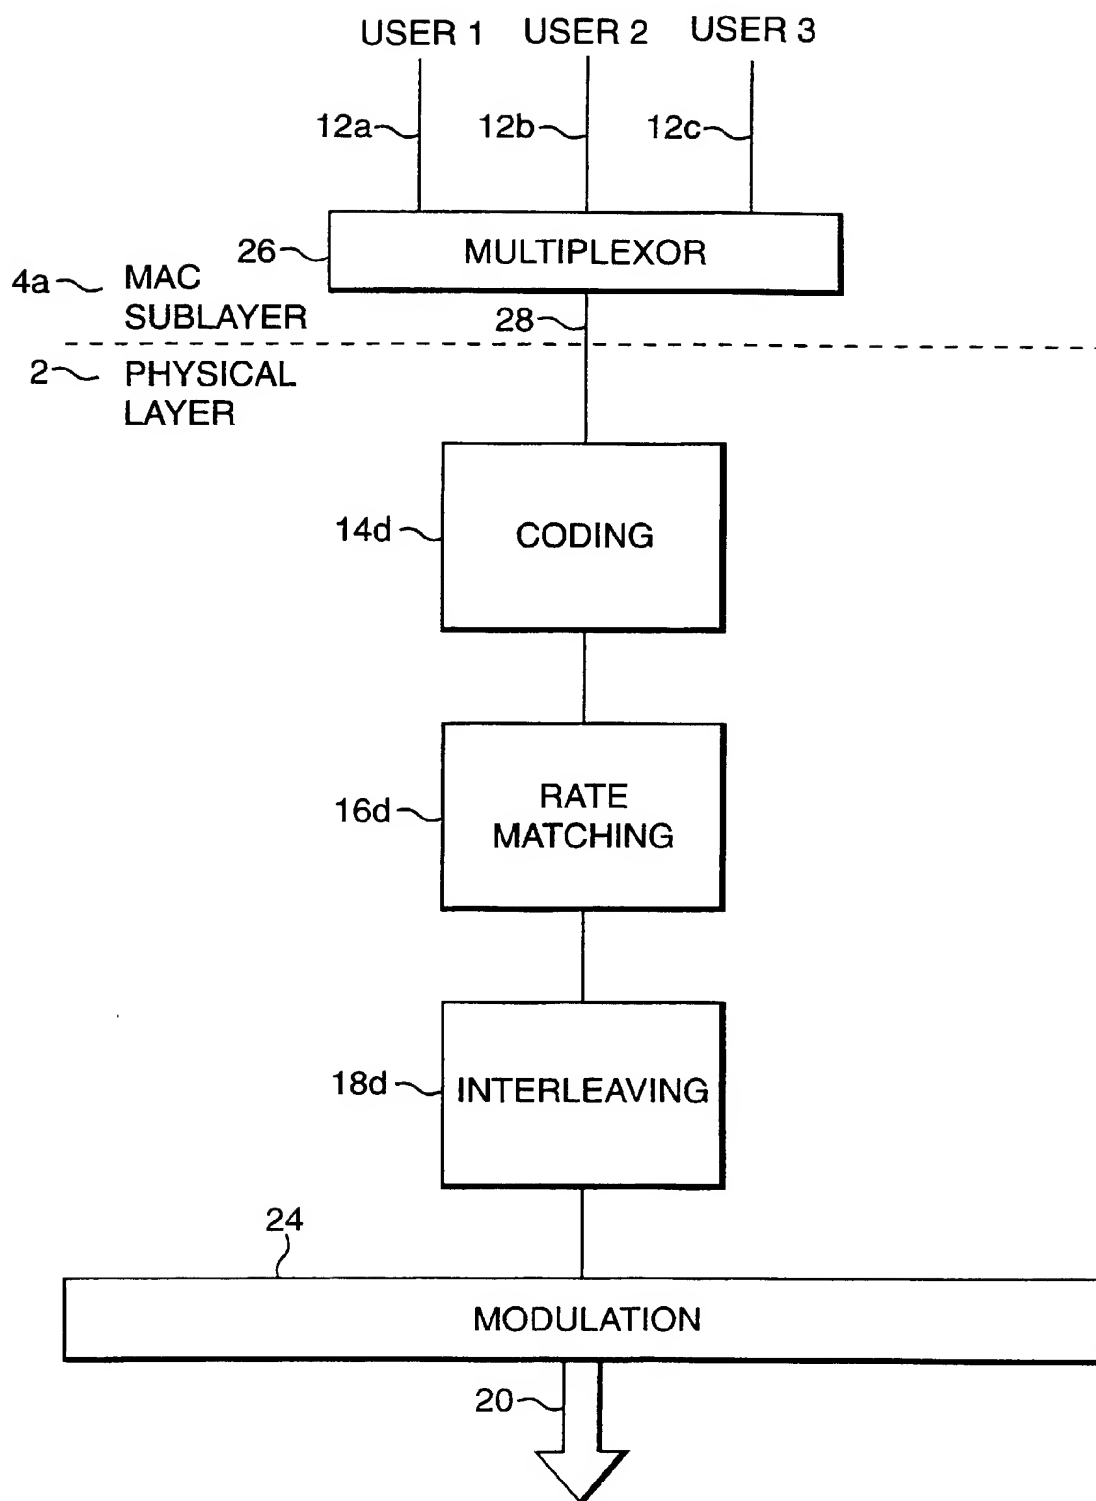 USER 1 USER 2 USER 3
12a 12b 12c
26 MULTIPLEXOR
4a MAC
SUBLAYER
28
2 PHYSICAL
LAYER
14d CODING
16d RATE
MATCHING
18d INTERLEAVING
24
MODULATION
20